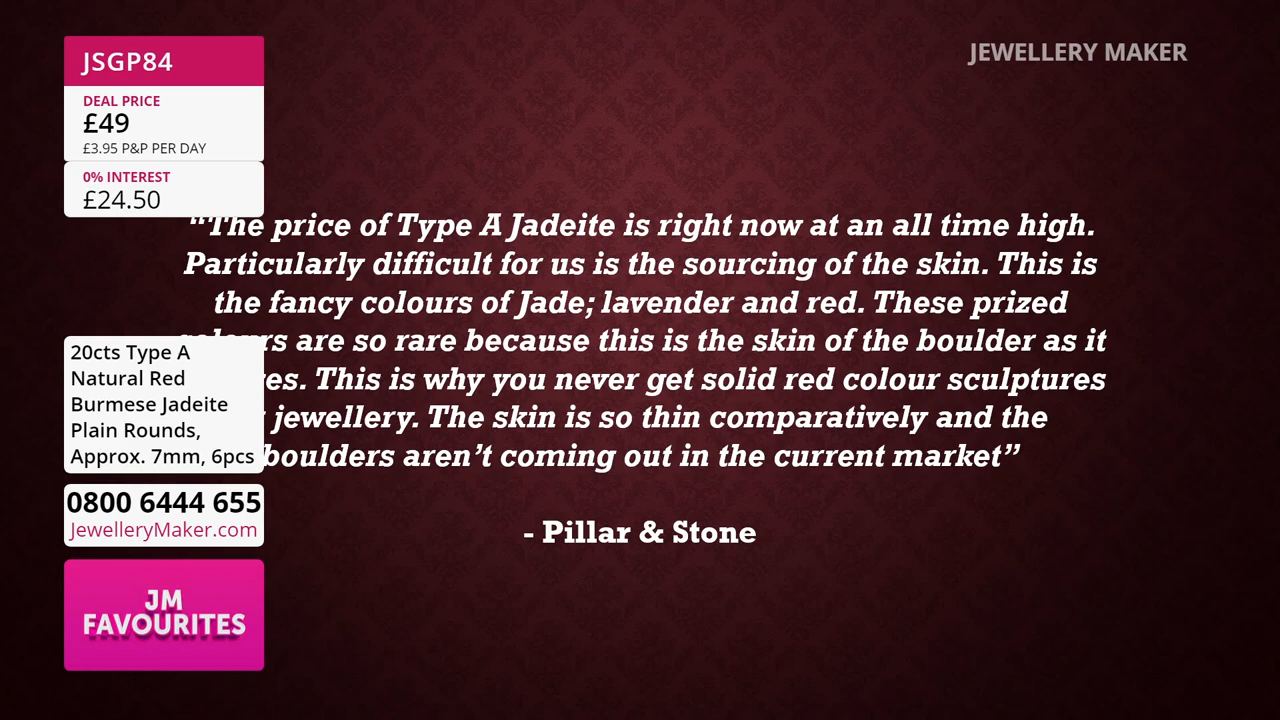 JSGP84
DEAL PRICE
£49
£3.95 P&P PER DAY
0% INTEREST
£24.50
JEWELLERY MAKER
“The price of Type A Jadeite is right now at an all time high.
Particularly difficult for us is the sourcing of the skin. This is
the fancy colours of Jade; lavender and red. These prized
are so rare because this is the skin of the boulder as it
This is why you never get solid red colour sculptures
jewellery. The skin is so thin comparatively and the
boulders aren’t coming out in the current market”
- Pillar & Stone
20cts Type A
Natural Red
Burmese Jadeite
Plain Rounds,
Approx. 7mm, 6pcs
0800 6444 655
JewelleryMaker.com
JM
FAVOURITES